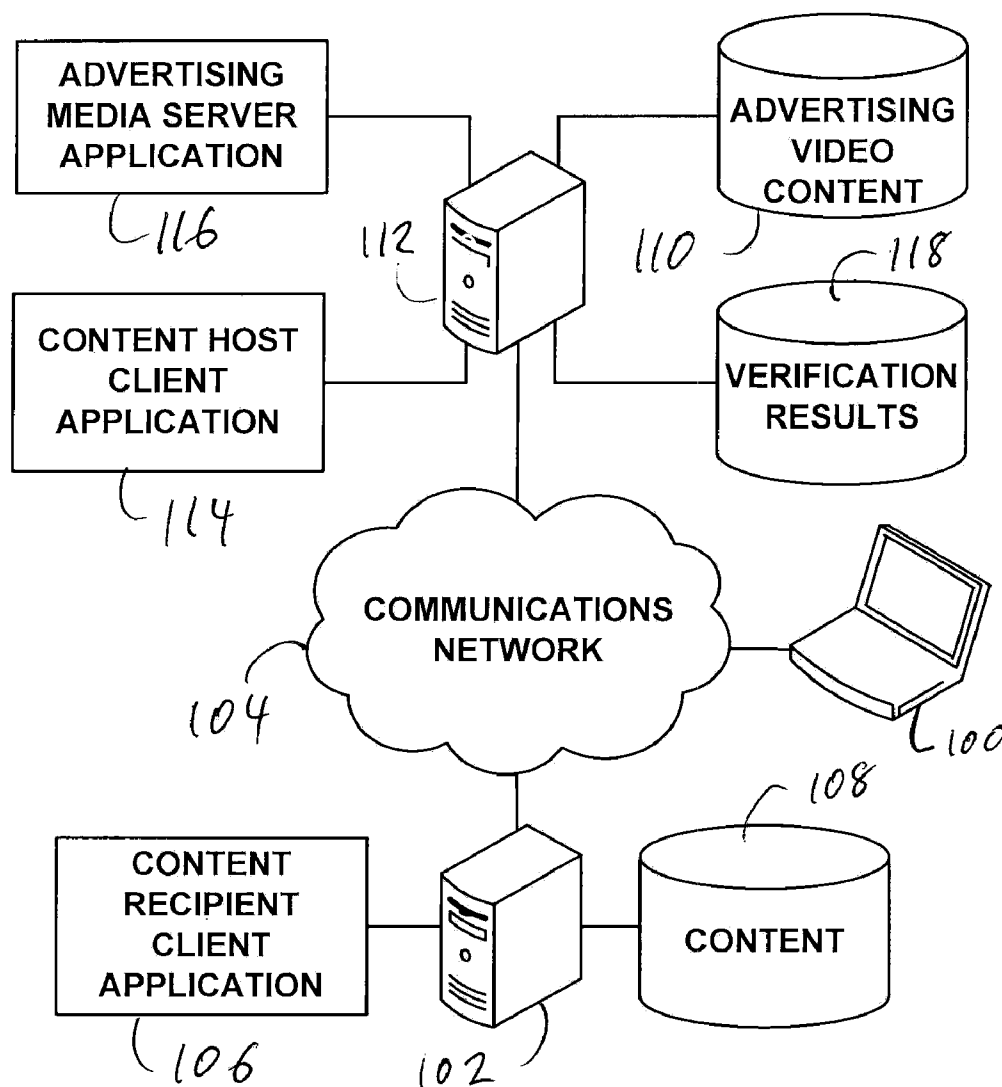 ADVERTISING
MEDIA SERVER
APPLICATION
116
112
ADVERTISING
VIDEO
CONTENT
110
118
CONTENT HOST
CLIENT
APPLICATION
114
VERIFICATION
RESULTS
COMMUNICATIONS
NETWORK
104
100
108
CONTENT
RECIPIENT
CLIENT
APPLICATION
106
102
CONTENT